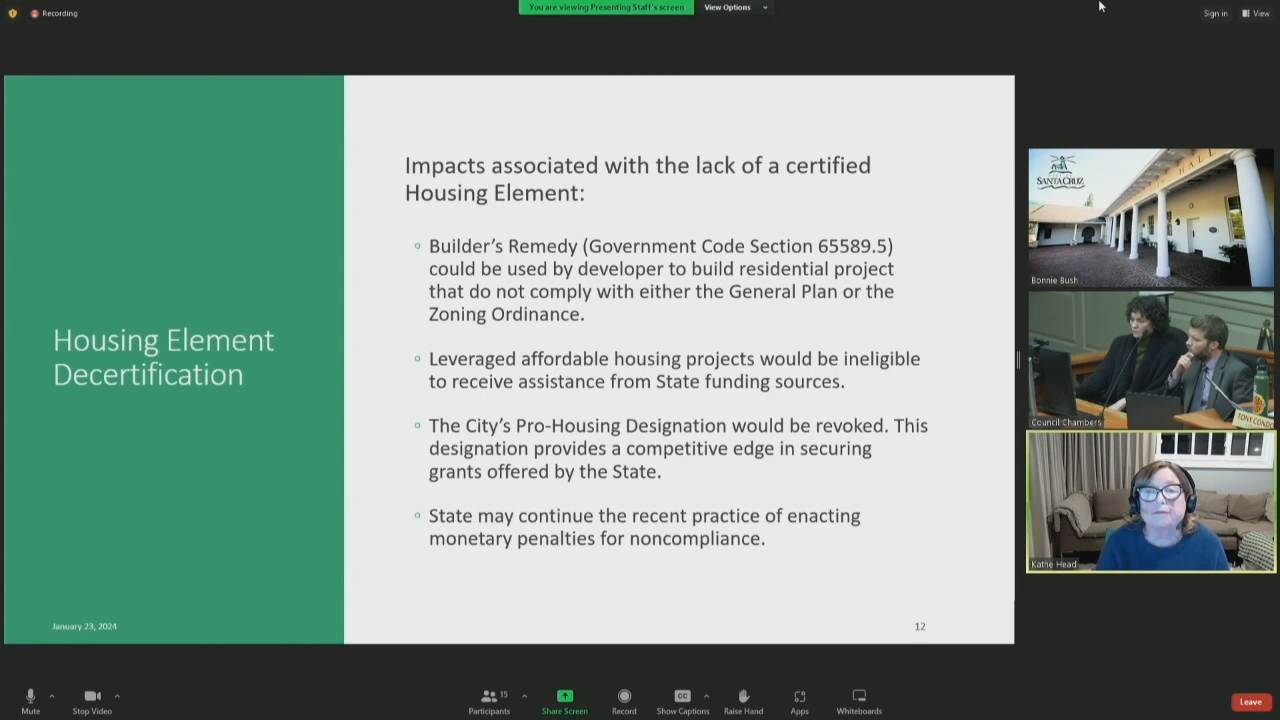 Recording
You are viewing Presenting Staff's screen
View Options
Sign in
View
Impacts associated with the lack of a certified
Housing Element:
Builder's Remedy (Government Code Section 65589.5)
could be used by developer to build residential project
that do not comply with either the General Plan or the
Zoning Ordinance.
Leveraged affordable housing projects would be ineligible
to receive assistance from State funding sources.
The City's Pro-Housing Designation would be revoked. This
designation provides a competitive edge in securing
grants offered by the State.
State may continue the recent practice of enacting
monetary penalties for noncompliance.
Housing Element
Decertification
January 23, 2024
12
SANTA CRUZ
HALL
Bonnie Bush
Council Chambers
TONY CONDO
Kathe Head
Mute
Stop Video
15
Participants
Share Screen
Record
CC
Show Captions
Raise Hand
Apps
Whiteboards
Leave